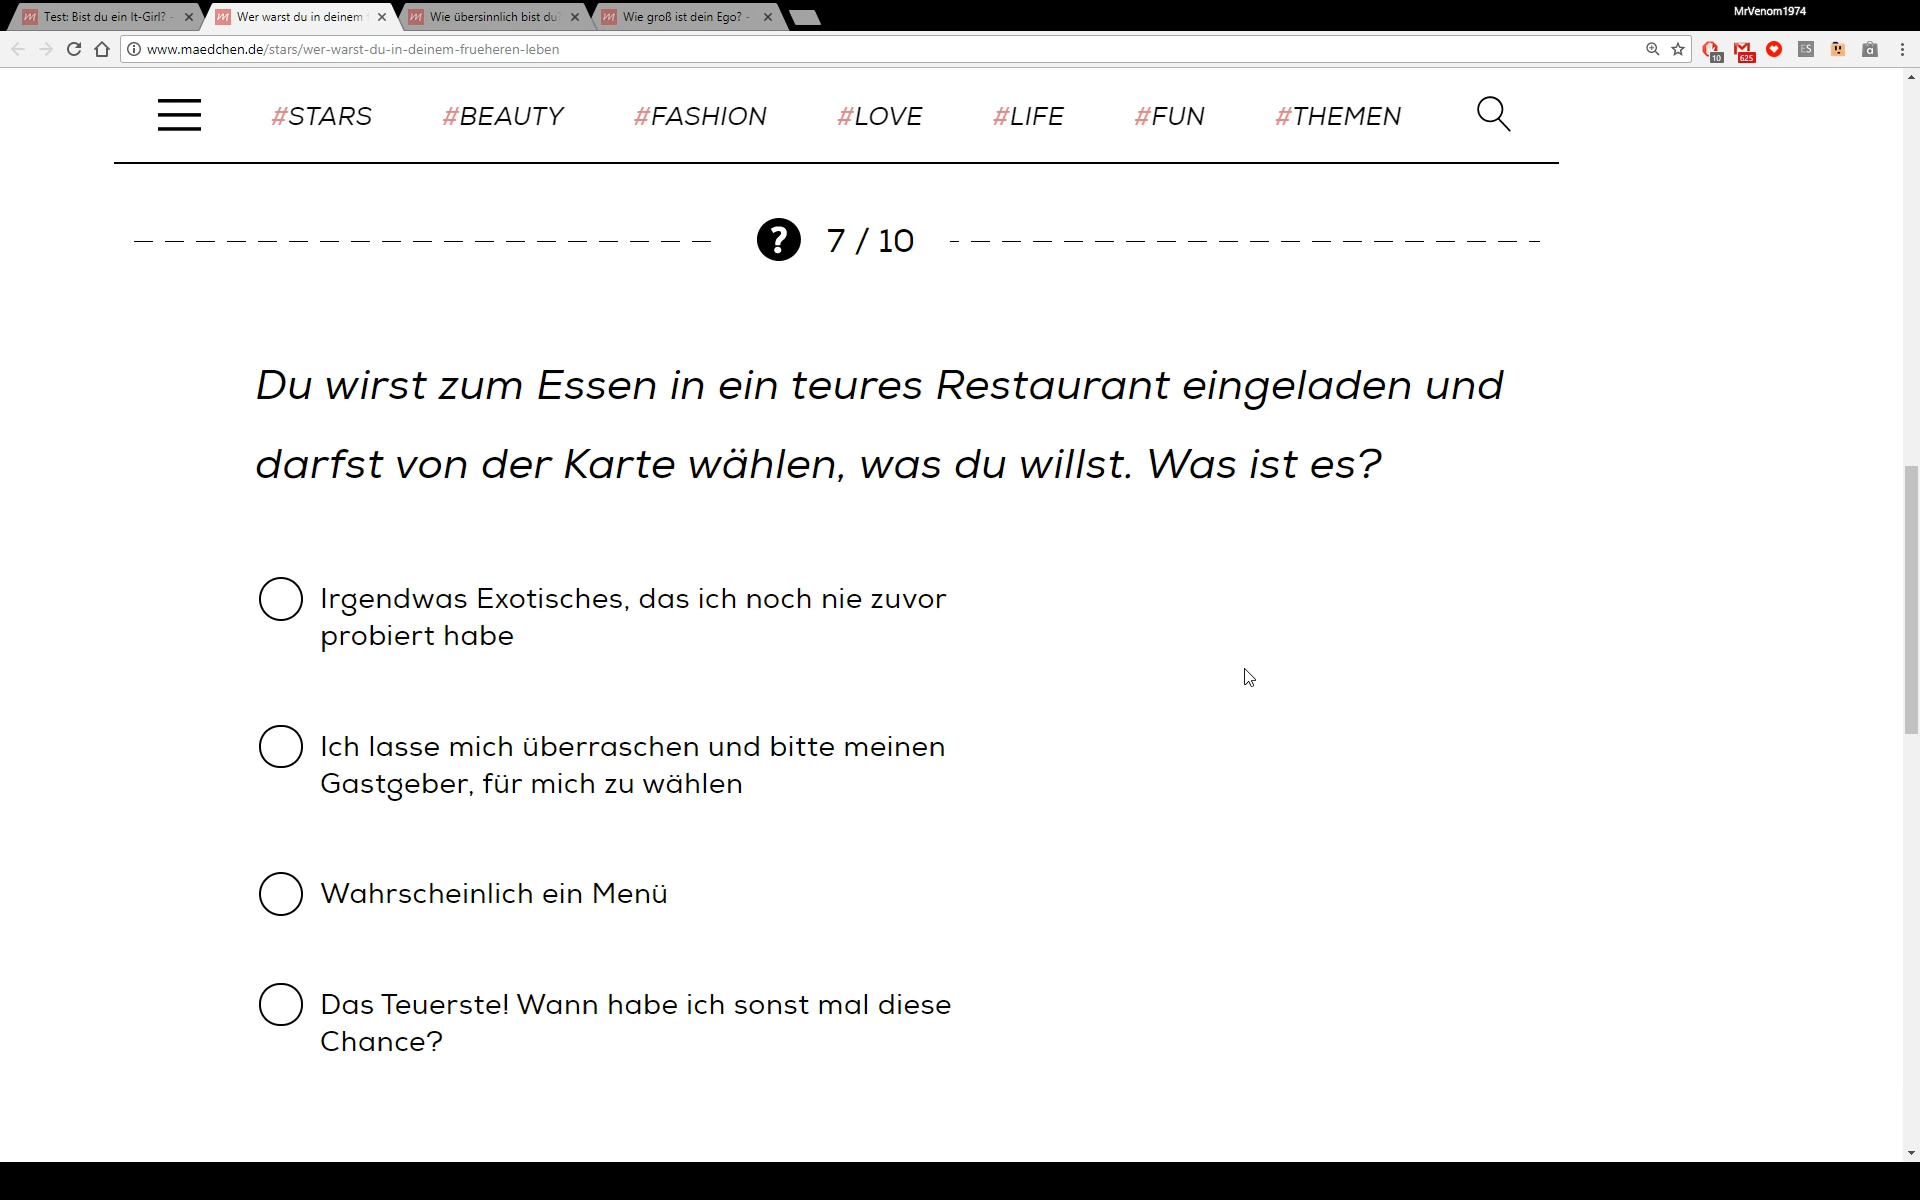 Test: Bist du ein It-Girl? -
Wer warst du in deinem
Wie übersinnlich bist du?
Wie groß ist dein Ego? -
MrVenom1974
www.maedchen.de/stars/wer-warst-du-in-deinem-frueheren-leben
10
625
ES
a
#STARS #BEAUTY #FASHION #LOVE #LIFE #FUN #THEMEN
? 7 / 10
Du wirst zum Essen in ein teures Restaurant eingeladen und
darfst von der Karte wählen, was du willst. Was ist es?
Irgendwas Exotisches, das ich noch nie zuvor
probiert habe
Ich lasse mich überraschen und bitte meinen
Gastgeber, für mich zu wählen
Wahrscheinlich ein Menü
Das Teuerste! Wann habe ich sonst mal diese
Chance?